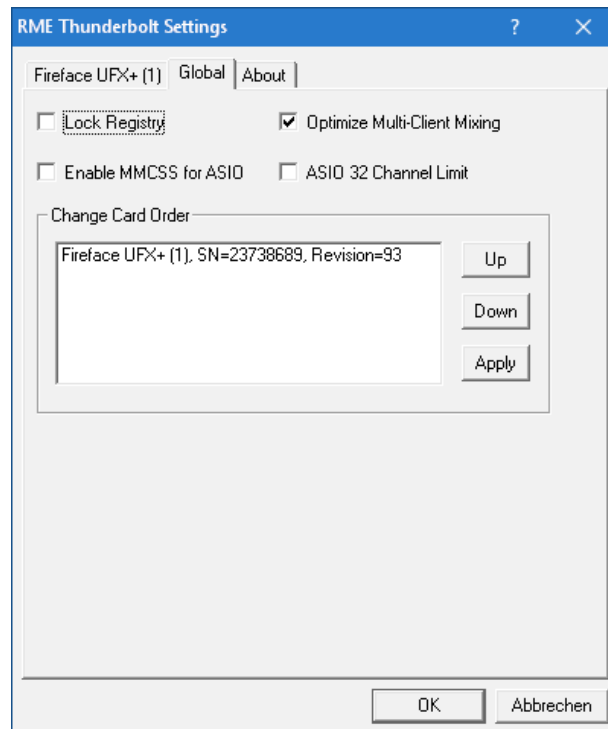 RME Thunderbolt Settings ?
Fireface UFX+ (1) Global About
Lock Registry Optimize Multi-Client Mixing
Enable MMCSS for ASIO ASIO 32 Channel Limit
Change Card Order
Fireface UFX+ (1), SN=23738689, Revision=93
Up
Down
Apply
OK Abbrechen